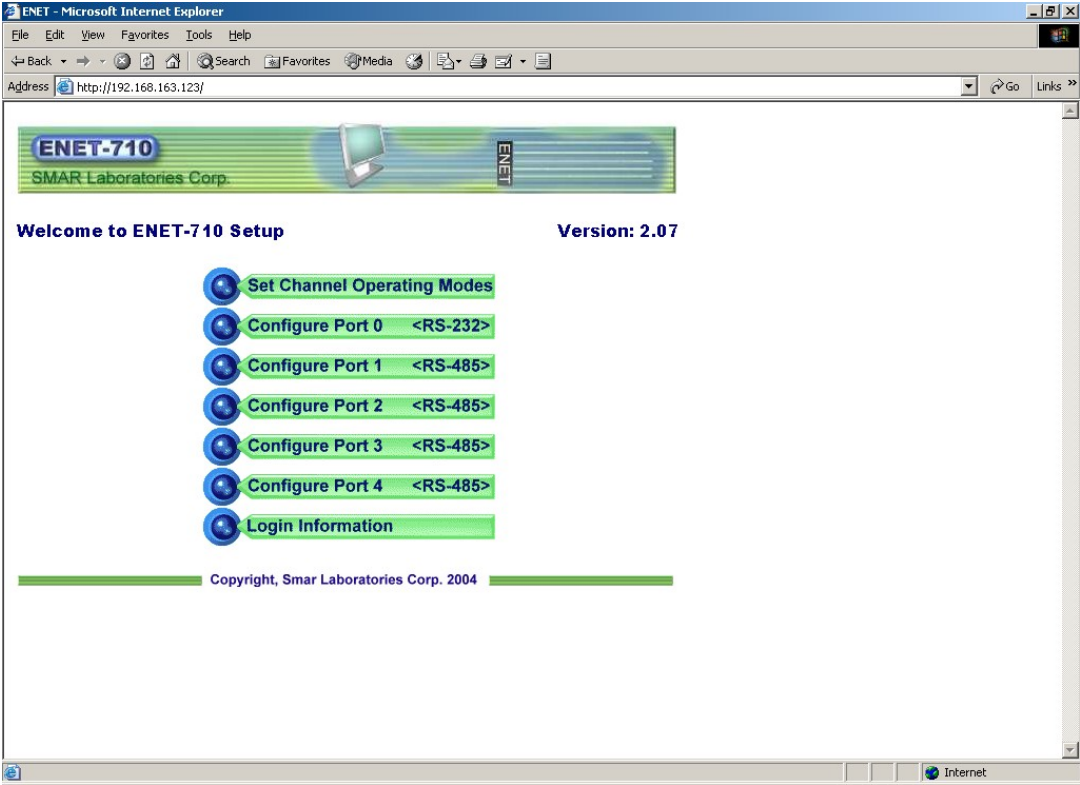 ENET - Microsoft Internet Explorer
File Edit View Favorites Tools Help
Back Search Favorites Media
Address http://192.168.163.123/ Go Links »
ENET-710
SMAR Laboratories Corp.
ENET
Welcome to ENET-710 Setup Version: 2.07
Set Channel Operating Modes
Configure Port 0 <RS-232>
Configure Port 1 <RS-485>
Configure Port 2 <RS-485>
Configure Port 3 <RS-485>
Configure Port 4 <RS-485>
Login Information
Copyright, Smar Laboratories Corp. 2004
Internet